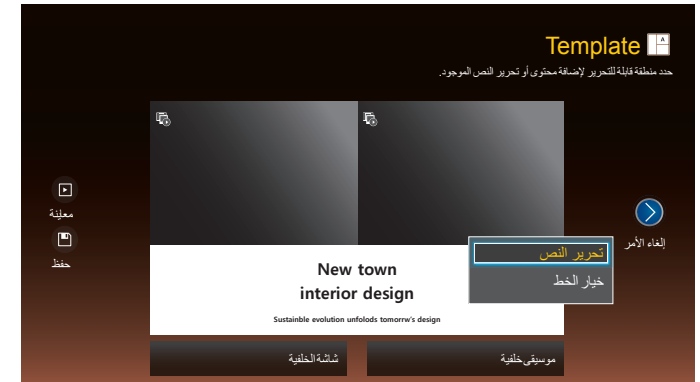 Template
حدد منطقة قابلة للتحرير لإضافة محتوى أو تحرير النص الموجود.
إلغاء الأمر
تحرير النص
خيار الخط
New town
interior design
Sustainble evolution unfolods tomorrw's design
معاينة
حفظ
موسيقى خلفية
شاشة الخلفية